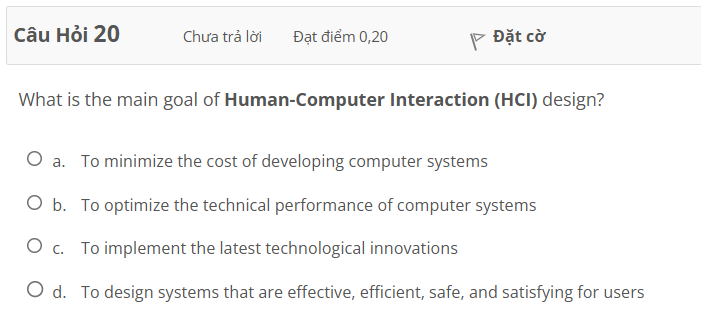 Câu Hỏi 20 Chưa trả lời Đạt điểm 0,20 Đặt cờ
What is the main goal of Human-Computer Interaction (HCI) design?
a. To minimize the cost of developing computer systems
b. To optimize the technical performance of computer systems
c. To implement the latest technological innovations
d. To design systems that are effective, efficient, safe, and satisfying for users